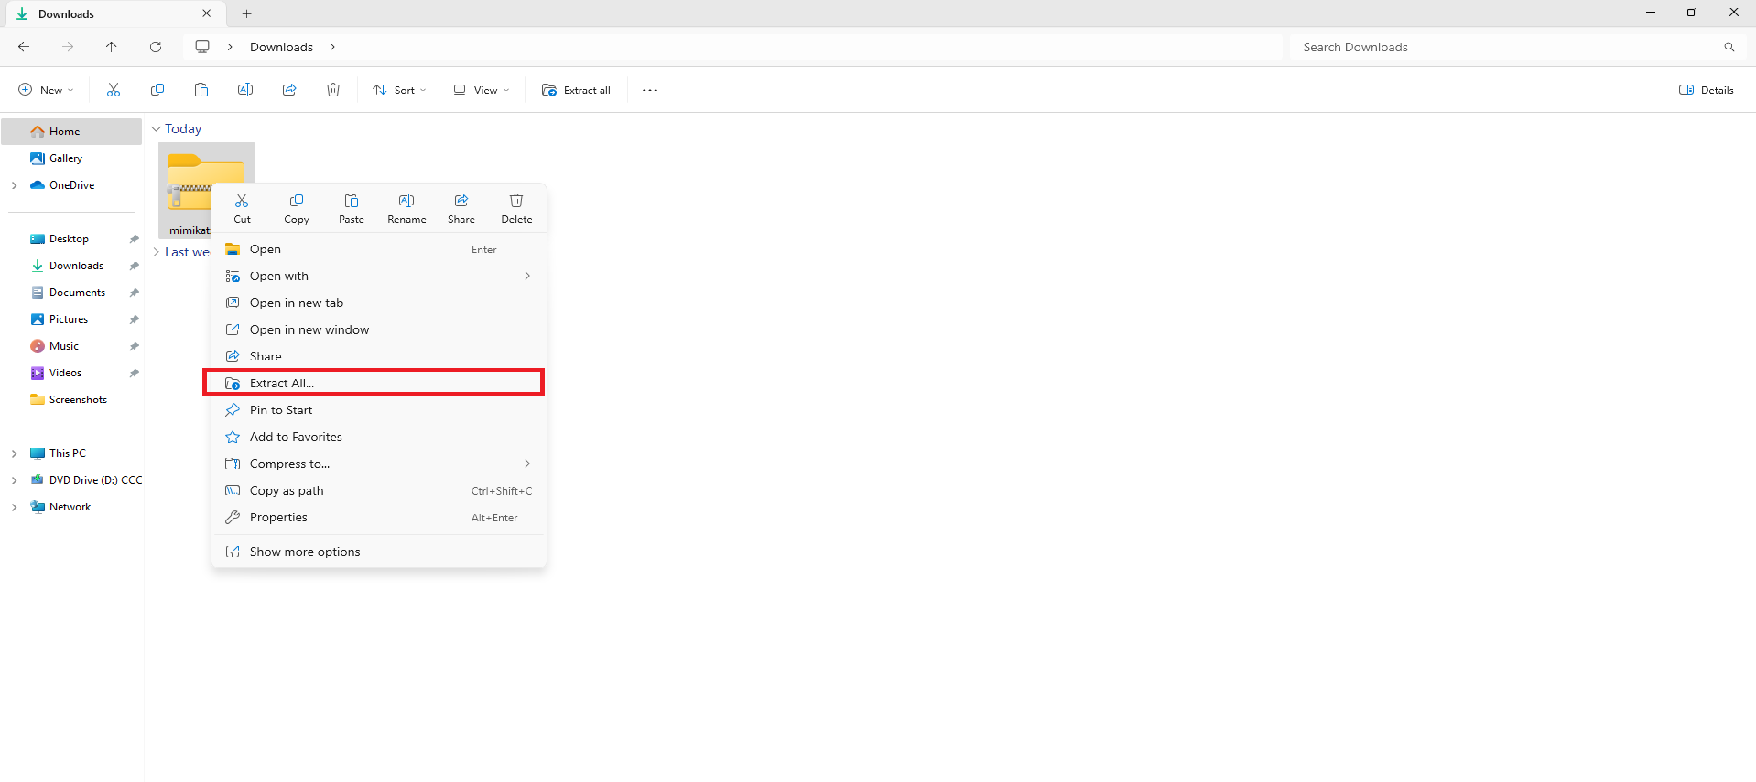 Downloads
Downloads
Search Downloads
New
Sort
View
Extract all
Details
Home
Gallery
OneDrive
Desktop
Downloads
Documents
Pictures
Music
Videos
Screenshots
This PC
DVD Drive (D:) CCC
Network
Today
mimikat
Last we
Cut
Copy
Paste
Rename
Share
Delete
Open Enter
Open with
Open in new tab
Open in new window
Share
Extract All...
Pin to Start
Add to Favorites
Compress to...
Copy as path Ctrl+Shift+C
Properties Alt+Enter
Show more options